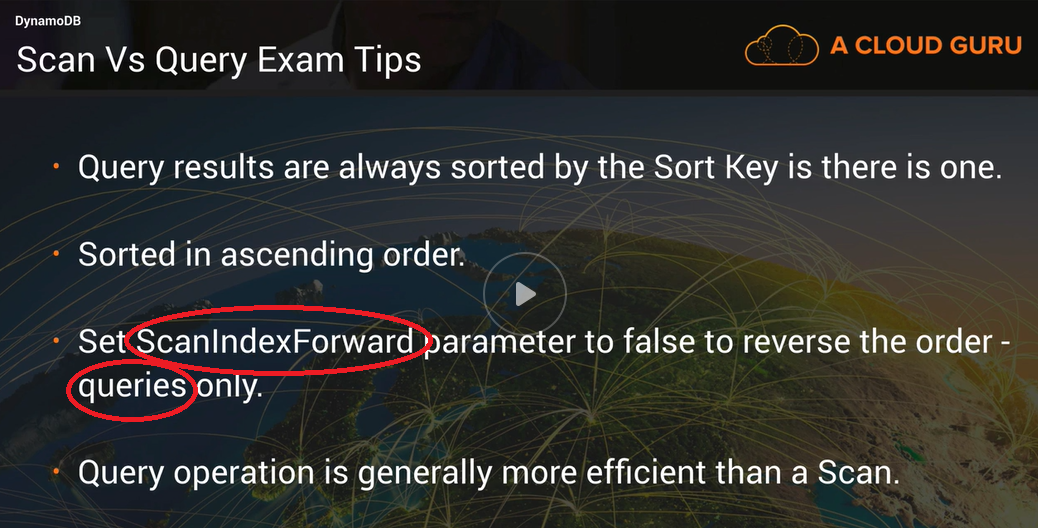 DynamoDB
Scan Vs Query Exam Tips
A CLOUD GURU
• Query results are always sorted by the Sort Key is there is one.
• Sorted in ascending order.
• Set ScanIndexForward parameter to false to reverse the order -
queries only.
• Query operation is generally more efficient than a Scan.